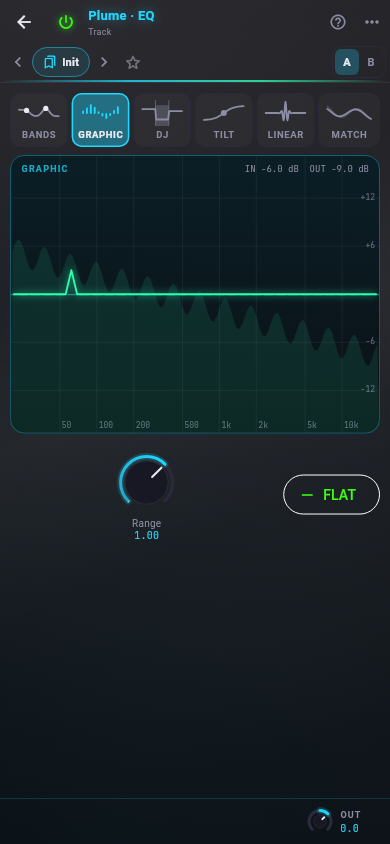 Plume · EQ
Track
Init
A B
BANDS GRAPHIC DJ TILT LINEAR MATCH
GRAPHIC IN -6.0 dB OUT -9.0 dB
+12
+6
-6
-12
50 100 200 500 1k 2k 5k 10k
FLAT
Range
1.00
OUT
0.0